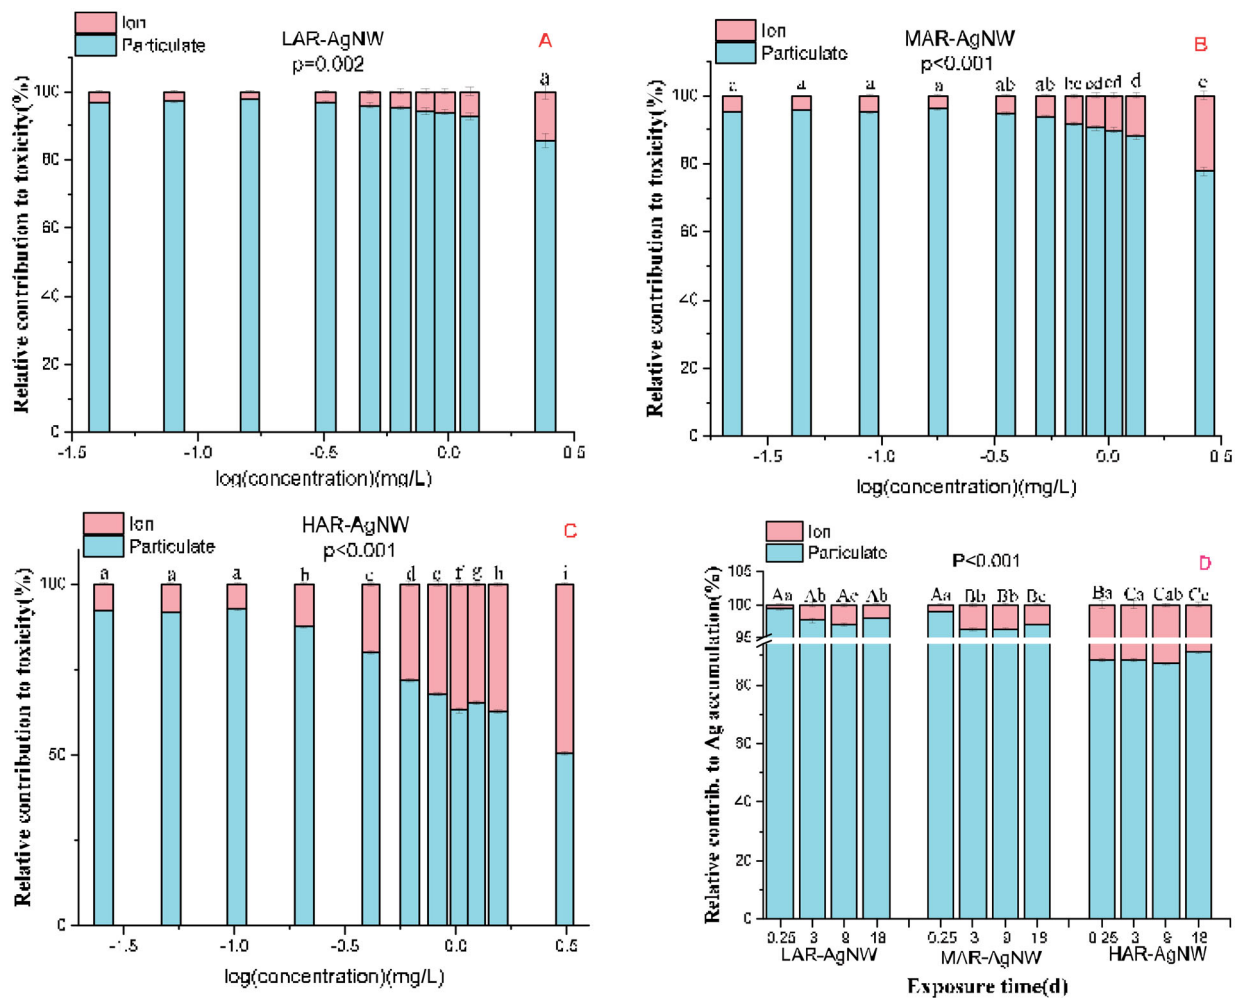 Ion
Particulate
LAR-AgNW
p=0.002
A
a
Relative contribution to toxicity(%)
100
80
60
40
20
0
-1.5 -1.0 -0.5 0.0 0.5
log(concentration)(mg/L)
Ion
Particulate
MAR-AgNW
p<0.001
B
a a a a ab ab bc cd cd d e
Relative contribution to toxicity(%)
100
80
60
40
20
0
-1.5 -1.0 -0.5 0.0 0.5
log(concentration)(mg/L)
Ion
Particulate
HAR-AgNW
p<0.001
C
a a a b c d e f g h i
Relative contribution to toxicity(%)
100
50
0
-1.5 -1.0 -0.5 0.0 0.5
log(concentration)(mg/L)
Ion
Particulate
P<0.001
D
Aa Ab Ac Ab Aa Bb Bb Bc Ba Ca Cab Cc
Relative contrib. to Ag accumulation(%)
105
100
95
80
60
40
20
0
0.25 3 9 18 0.25 3 9 18 0.25 3 9 18
LAR-AgNW MAR-AgNW HAR-AgNW
Exposure time(d)